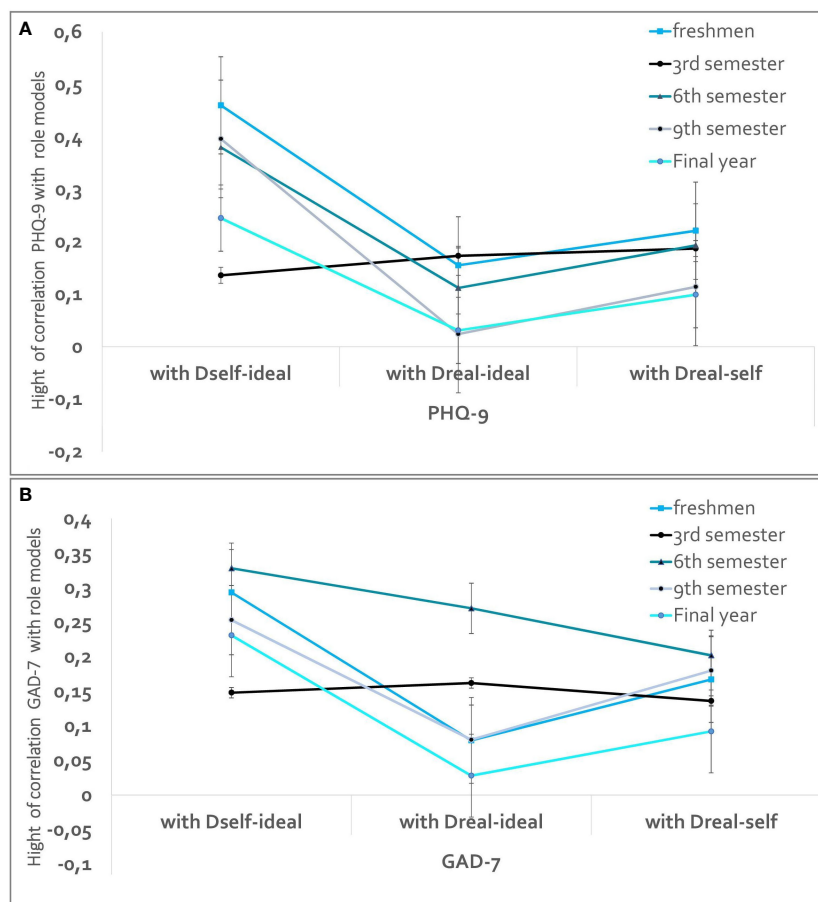 A
Hight of correlation PHQ-9 with role models
0,6
0,5
0,4
0,3
0,2
0,1
0
-0,1
-0,2
freshmen
3rd semester
6th semester
9th semester
Final year
with Dself-ideal
with Dreal-ideal
with Dreal-self
PHQ-9
B
Hight of correlation GAD-7 with role models
0,4
0,35
0,3
0,25
0,2
0,15
0,1
0,05
0
-0,05
-0,1
freshmen
3rd semester
6th semester
9th semester
Final year
with Dself-ideal
with Dreal-ideal
with Dreal-self
GAD-7